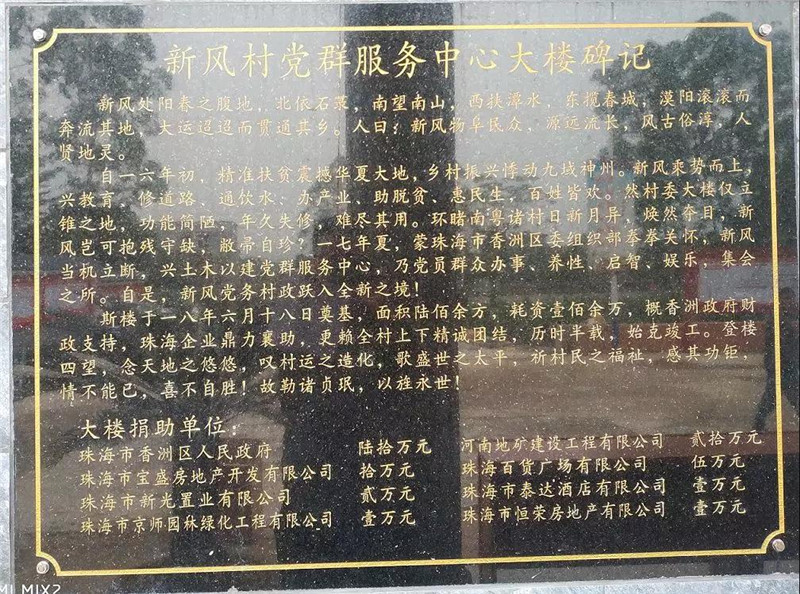 新风村党群服务中心大楼碑记
新风处阳春之腹地，北依石菉，南望南山，西扶潭水，东揽春城，漠阳滚滚而
奔流其地，大运迢迢而贯通其乡。人曰：新风物阜民众，源远流长，风古俗淳，人
贤地灵。
自一六年初，精准扶贫震撼华夏大地，乡村振兴悸动九域神州。新风乘势而上，
兴教育，修道路、通饮水、办产业、助脱贫、惠民生，百姓皆欢。然村委大楼仅立
锥之地，功能简陋，年久失修，难尽其用。环睹南粤诸村日新月异，焕然夺目，新
风岂可抱残守缺，敝帚自珍？一七年夏，蒙珠海市香洲区委组织部拳拳关怀，新风
当机立断，兴土木以建党群服务中心，乃党员群众办事、养性、启智、娱乐，集会
之所。自是，新风党务村政跃入全新之境！
斯楼于一八年六月十八日奠基，面积陆佰余方，耗资壹佰余万，概香洲政府财
政支持，珠海企业鼎力襄助，更赖全村上下精诚团结，历时半载，始克竣工。登楼
四望，念天地之悠悠，叹村运之造化，歌盛世之太平，祈村民之福祉，感其功钜，
情不能已，喜不自胜！故勒诸贞珉，以旌永世！
大楼捐助单位：
珠海市香洲区人民政府 陆拾万元 河南地矿建设工程有限公司 贰拾万元
珠海市宝盛房地产开发有限公司 拾万元 珠海百货广场有限公司 伍万元
珠海市新光置业有限公司 贰万元 珠海市泰达酒店有限公司 壹万元
珠海市京师园林绿化工程有限公司 壹万元 珠海市恒荣房地产有限公司 壹万元
MI MIX2